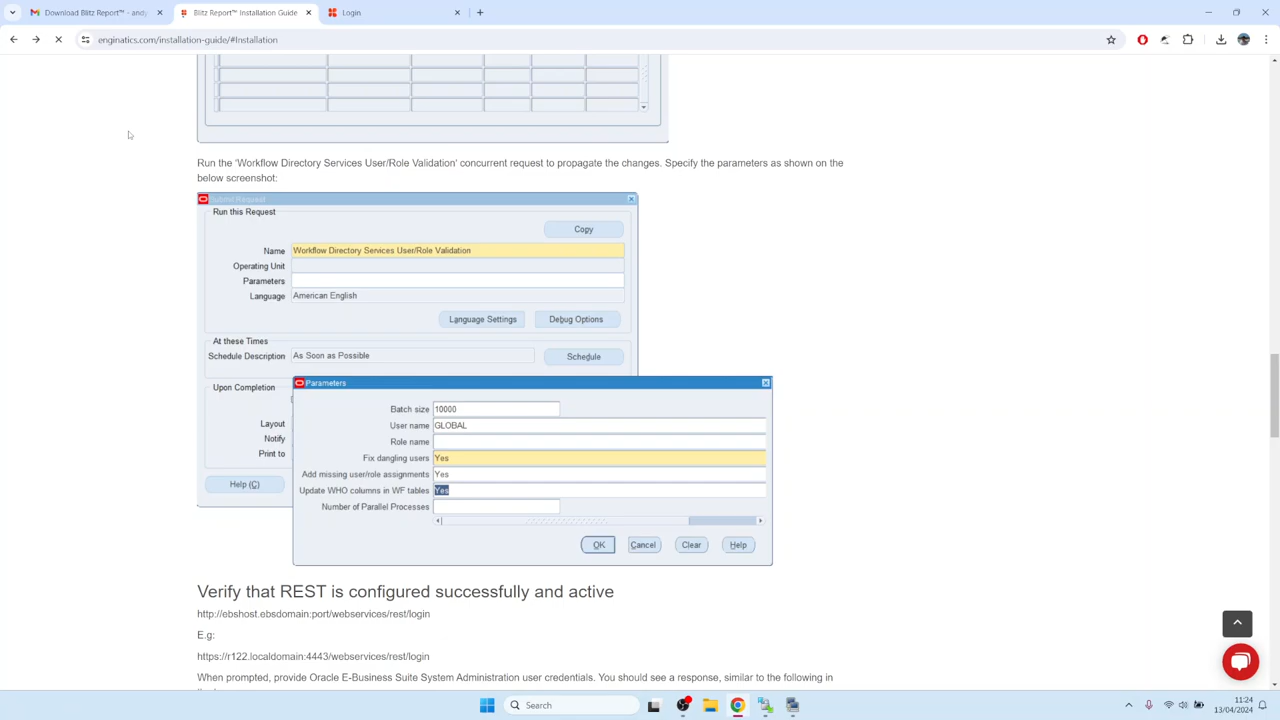 Download Blitz Report™ - andy
Blitz Report™ Installation Guide
Login
enginatics.com/installation-guide/#Installation
Run the 'Workflow Directory Services User/Role Validation' concurrent request to propagate the changes. Specify the parameters as shown on the
below screenshot:
Submit Request
Run this Request
Copy
Name Workflow Directory Services User/Role Validation
Operating Unit
Parameters
Language American English
Language Settings Debug Options
At these Times
Schedule Description As Soon as Possible Schedule
Upon Completion
Layout
Notify
Print to
Help (C)
Parameters
Batch size 10000
User name GLOBAL
Role name
Fix dangling users Yes
Add missing user/role assignments Yes
Update WHO columns in WF tables Yes
Number of Parallel Processes
OK Cancel Clear Help
Verify that REST is configured successfully and active
http://ebshost.ebsdomain:port/webservices/rest/login
E.g:
https://r122.localdomain:4443/webservices/rest/login
When prompted, provide Oracle E-Business Suite System Administration user credentials. You should see a response, similar to the following in
Search
11:24
13/04/2024